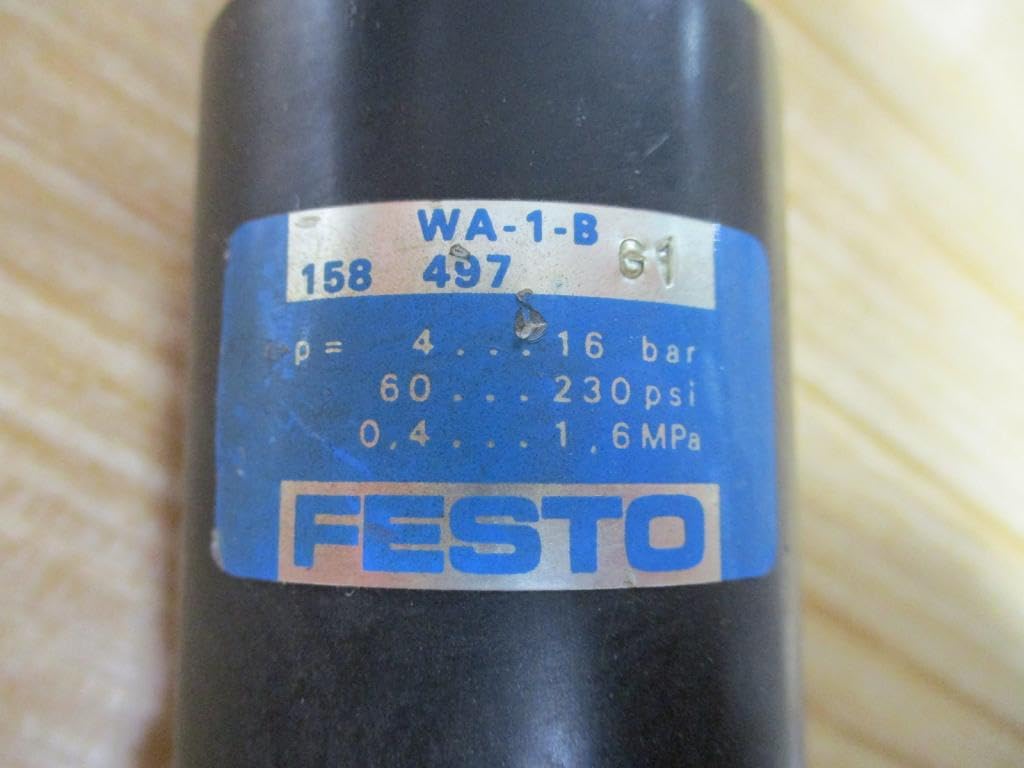 WA-1-B
158 497 G1
p = 4...16 bar
60...230 psi
0,4...1,6 MPa
FESTO